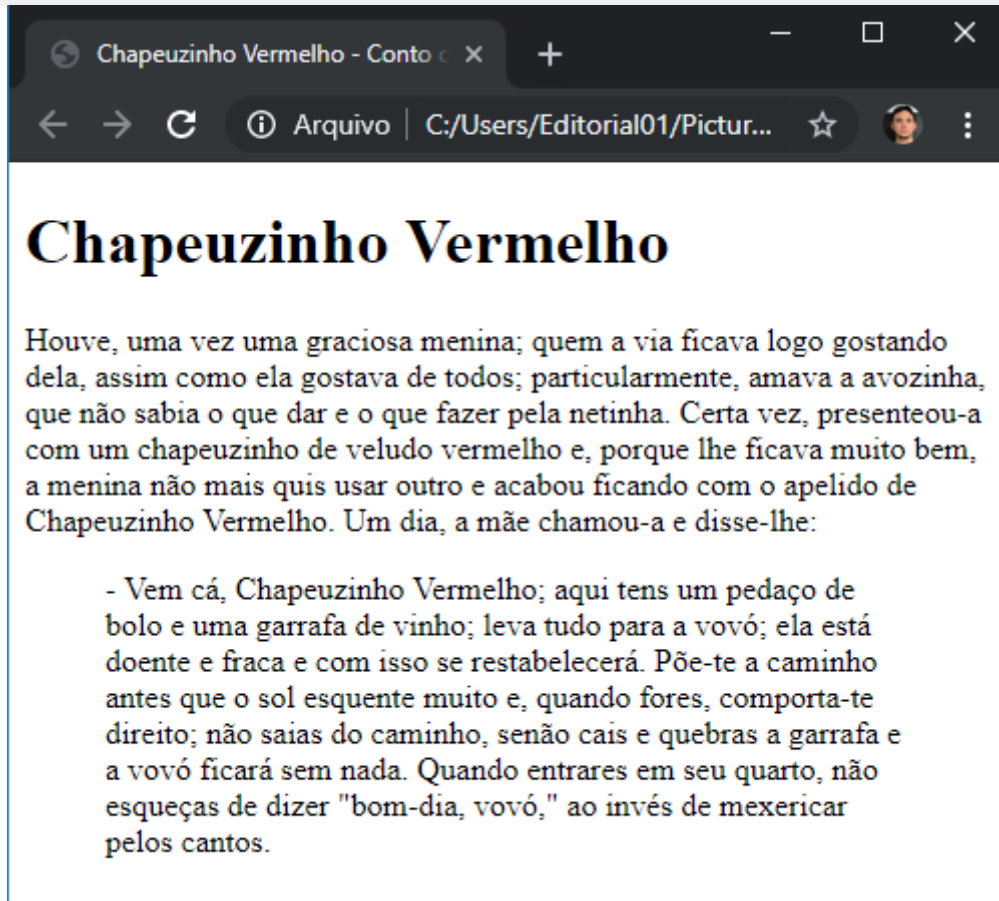 Chapeuzinho Vermelho - Conto
Arquivo | C:/Users/Editorial01/Pictur...
Chapeuzinho Vermelho
Houve, uma vez uma graciosa menina; quem a via ficava logo gostando
dela, assim como ela gostava de todos; particularmente, amava a avozinha,
que não sabia o que dar e o que fazer pela netinha. Certa vez, presenteou-a
com um chapeuzinho de veludo vermelho e, porque lhe ficava muito bem,
a menina não mais quis usar outro e acabou ficando com o apelido de
Chapeuzinho Vermelho. Um dia, a mãe chamou-a e disse-lhe:
- Vem cá, Chapeuzinho Vermelho; aqui tens um pedaço de
bolo e uma garrafa de vinho; leva tudo para a vovó; ela está
doente e fraca e com isso se restabelecerá. Põe-te a caminho
antes que o sol esquente muito e, quando fores, comporta-te
direito; não saias do caminho, senão cais e quebras a garrafa e
a vovó ficará sem nada. Quando entrares em seu quarto, não
esqueças de dizer "bom-dia, vovó," ao invés de mexericar
pelos cantos.